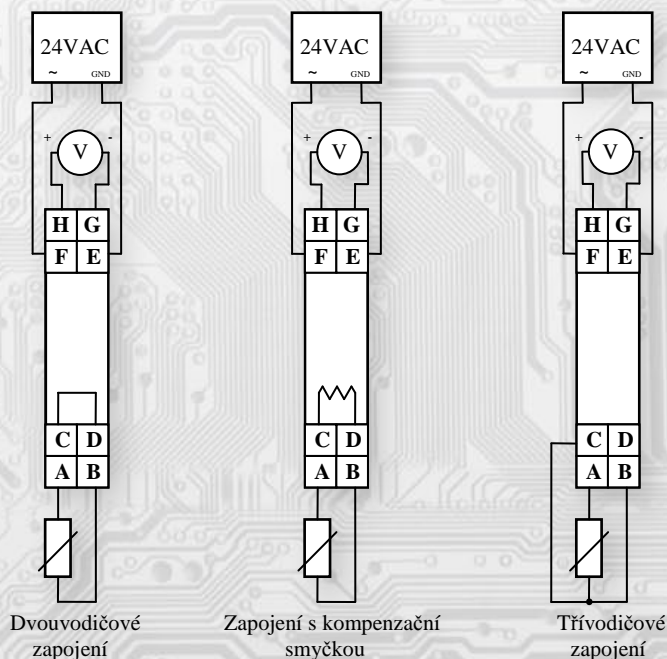 24VAC
~ GND
+ V -
H G
F E
C D
A B
Dvouvodičové
zapojení
24VAC
~ GND
+ V -
H G
F E
C D
A B
Zapojení s kompenzační
smyčkou
24VAC
~ GND
+ V -
H G
F E
C D
A B
Třívodičové
zapojení